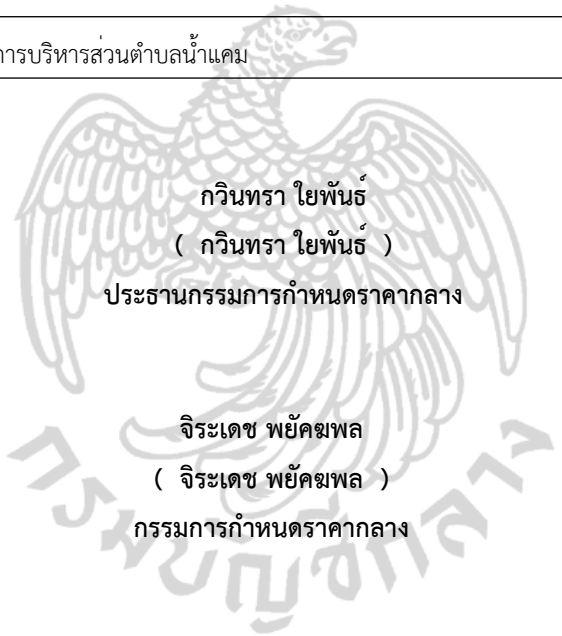 การบริหารส่วนตำบลน้ำแคม
กวินทรา ใยพันธ์
( กวินทรา ใยพันธ์ )
ประธานกรรมการกำหนดราคากลาง
จิระเดช พยัคฆพล
( จิระเดช พยัคฆพล )
กรรมการกำหนดราคากลาง
กรมบัญชีกลาง